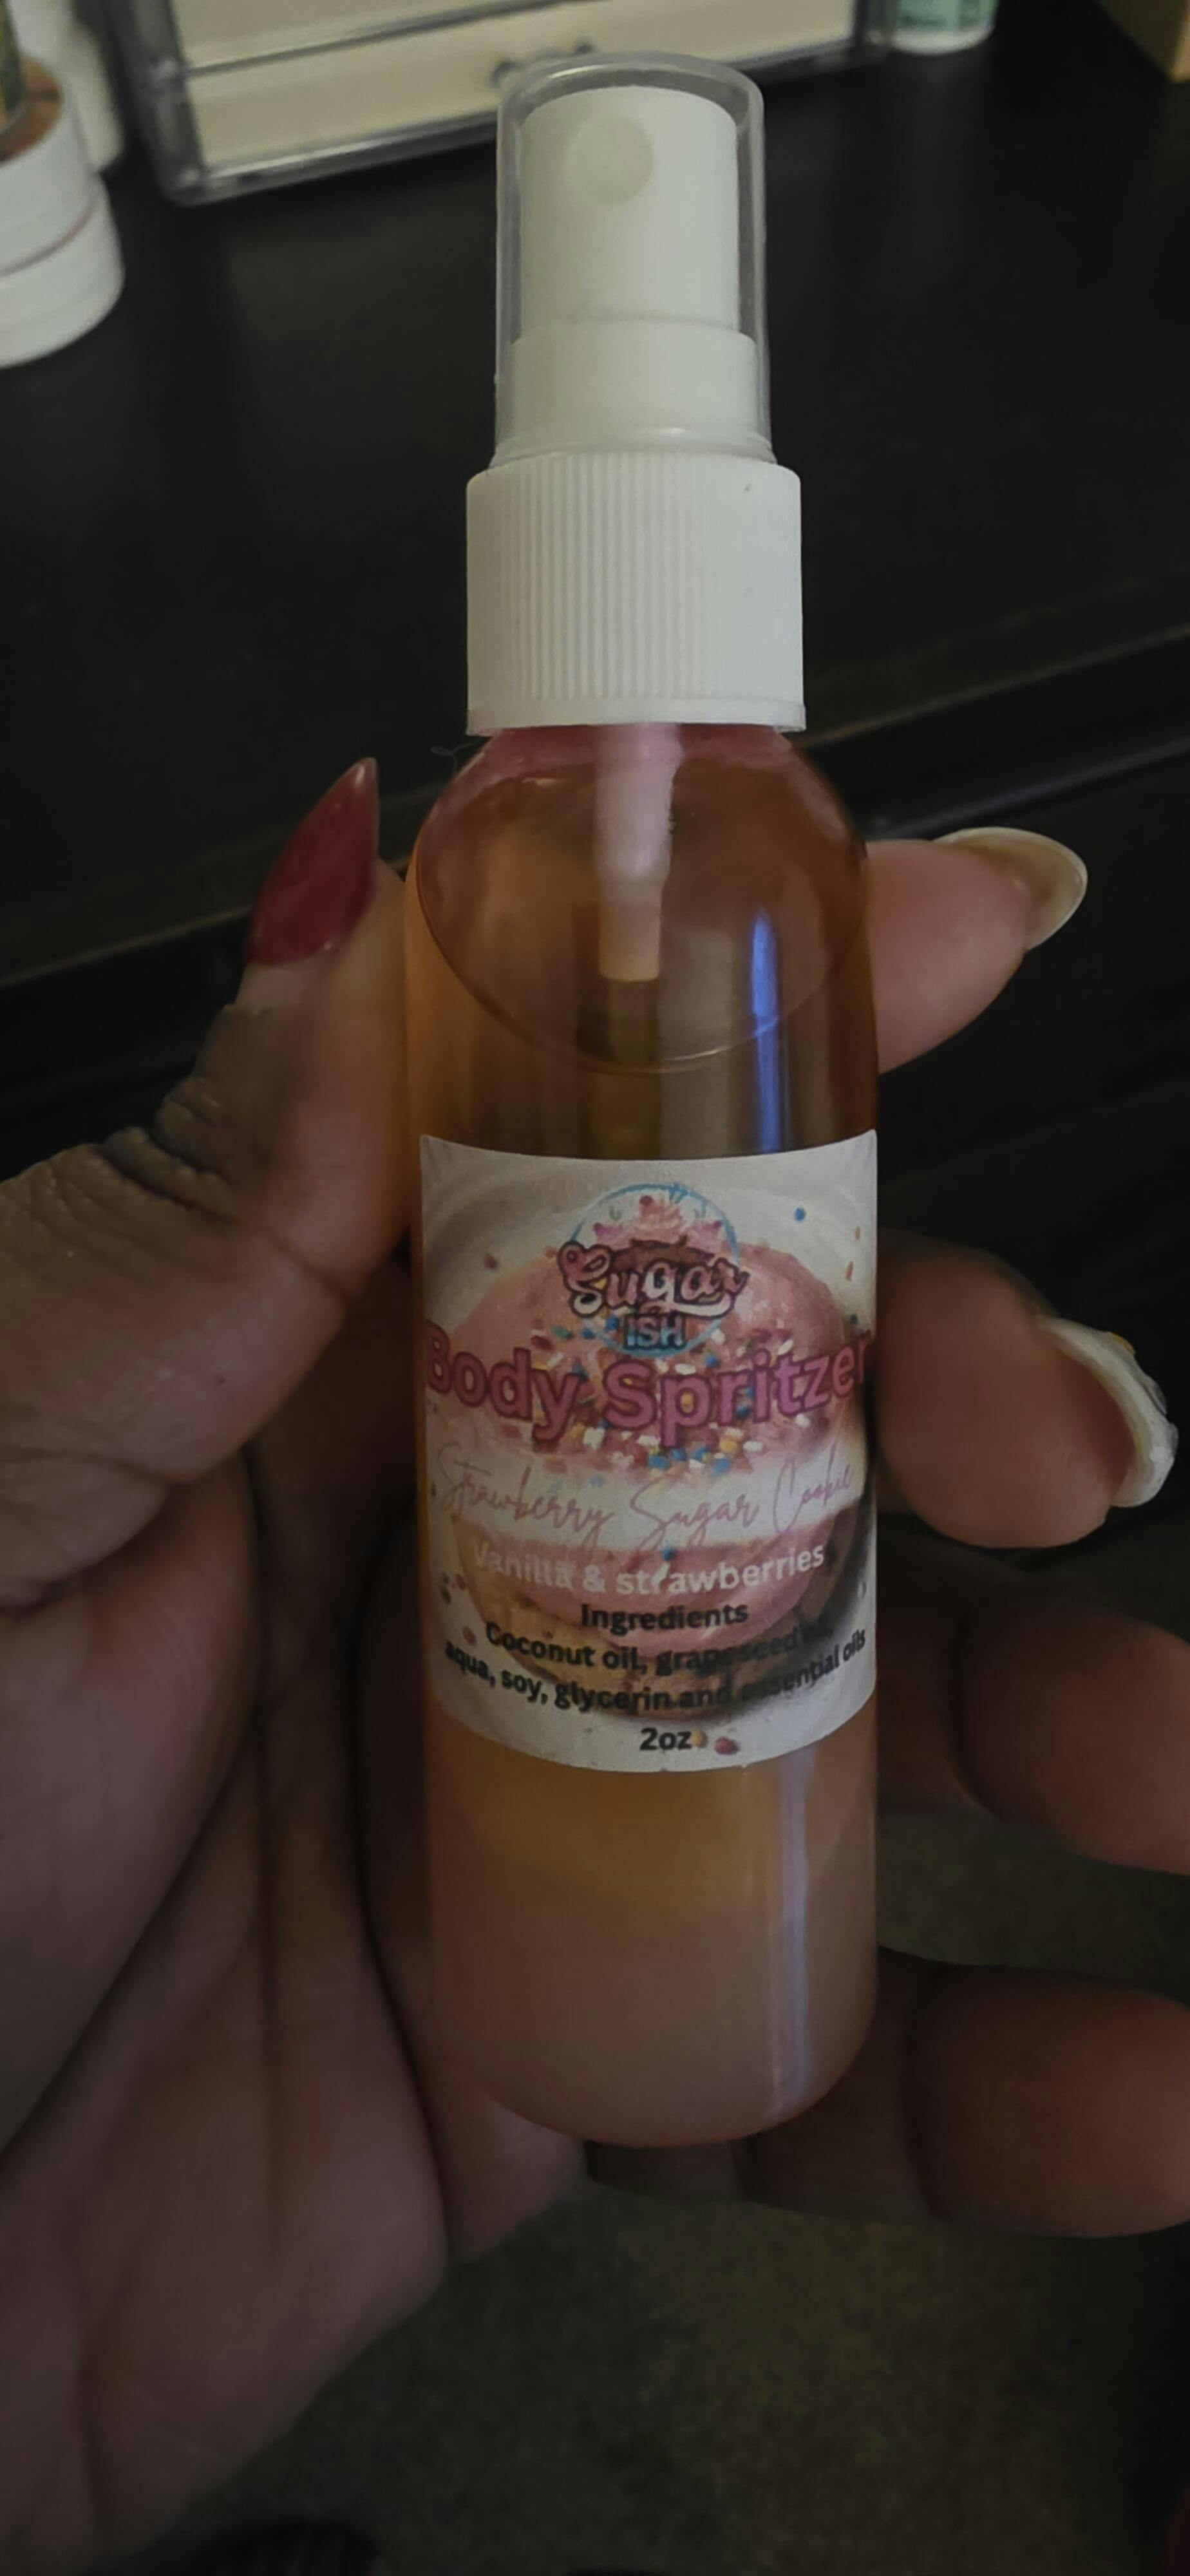 Sugar
ISH
Body Spritzer
Strawberry Sugar Cookie
Vanilla & strawberries
Ingredients
Coconut oil, grapeseed
aqua, soy, glycerin and essential oils
2oz